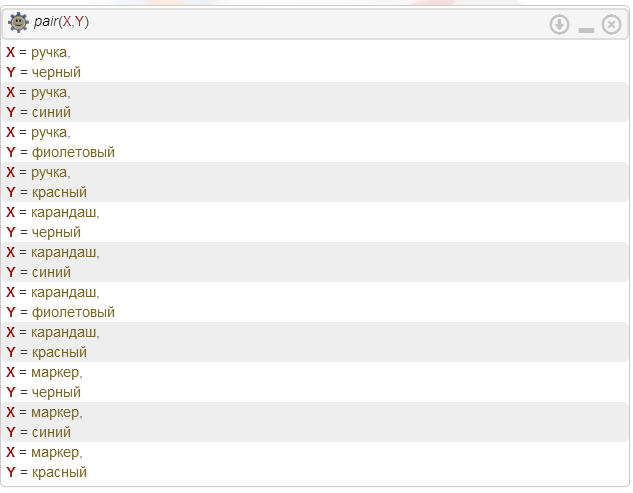 pair(X,Y)
X = ручка,
Y = черный
X = ручка,
Y = синий
X = ручка,
Y = фиолетовый
X = ручка,
Y = красный
X = карандаш,
Y = черный
X = карандаш,
Y = синий
X = карандаш,
Y = фиолетовый
X = карандаш,
Y = красный
X = маркер,
Y = черный
X = маркер,
Y = синий
X = маркер,
Y = красный